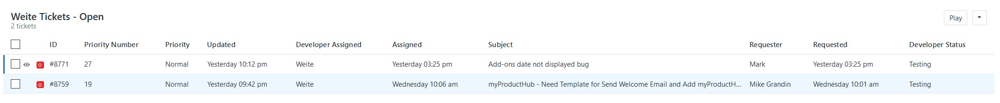 Weite Tickets - Open
2 tickets
Play
ID Priority Number Priority Updated Developer Assigned Assigned Subject Requester Requested Developer Status
O #8771 27 Normal Yesterday 10:12 pm Weite Yesterday 03:25 pm Add-ons date not displayed bug Mark Yesterday 03:25 pm Testing
O #8759 19 Normal Yesterday 09:42 pm Weite Wednesday 10:06 am myProductHub - Need Template for Send Welcome Email and Add myProductH... Mike Grandin Wednesday 10:01 am Testing